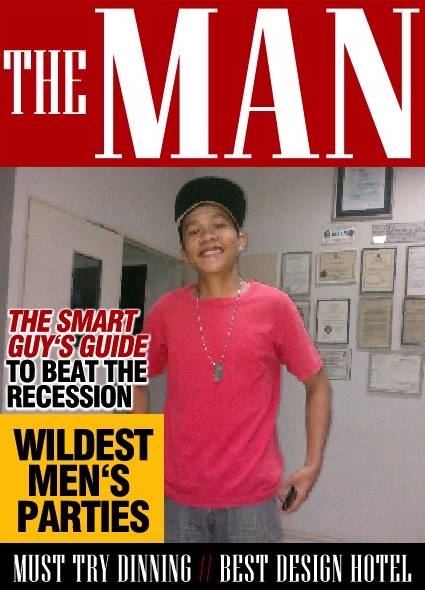 THE MAN
THE SMART
GUY'S GUIDE
TO BEAT THE
RECESSION
WILDEST
MEN'S
PARTIES
MUST TRY DINNING // BEST DESIGN HOTEL